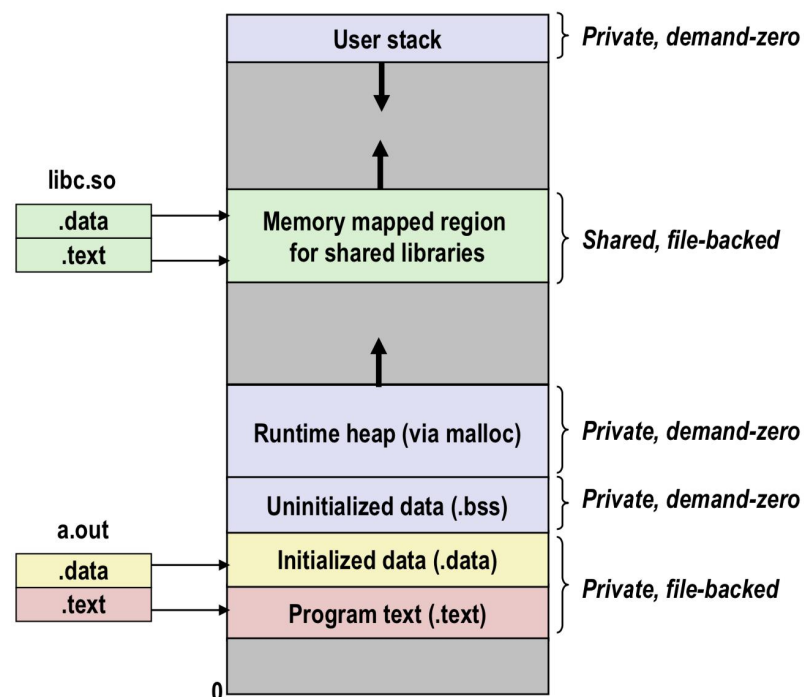 User stack
Private, demand-zero
libc.so
.data
.text
Memory mapped region
for shared libraries
Shared, file-backed
Runtime heap (via malloc)
Private, demand-zero
Uninitialized data (.bss)
Private, demand-zero
a.out
.data
.text
Initialized data (.data)
Program text (.text)
Private, file-backed
0